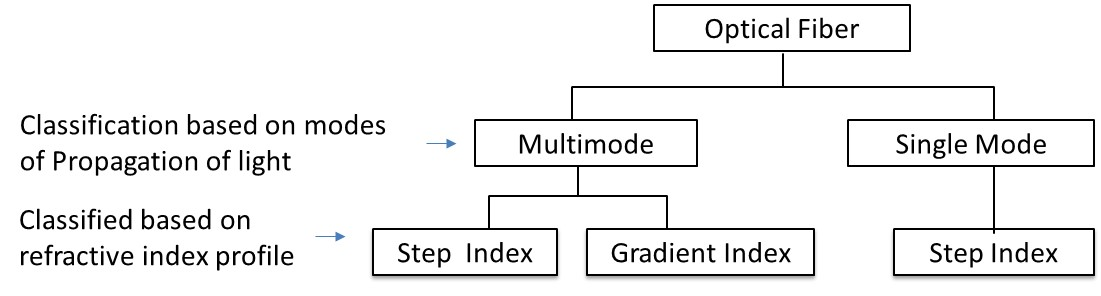 Optical Fiber
Classification based on modes
of Propagation of light
Multimode
Single Mode
Classified based on
refractive index profile
Step Index
Gradient Index
Step Index